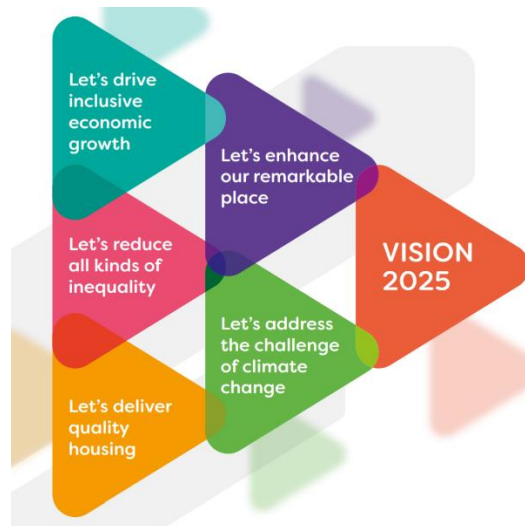 Let's drive
inclusive
economic
growth
Let's enhance
our remarkable
place
Let's reduce
all kinds of
inequality
VISION
2025
Let's address
the challenge
of climate
change
Let's deliver
quality
housing